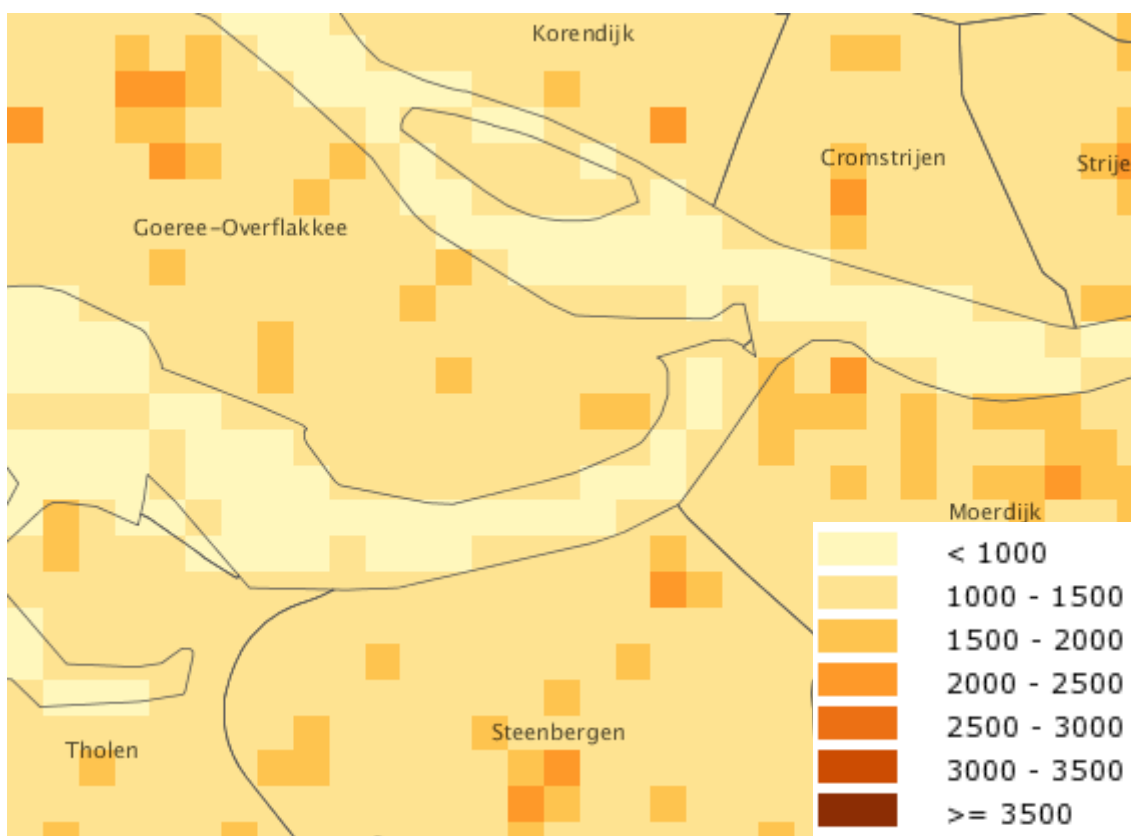 Korendijk
Cromstrijen
Strije
Goeree-Overflakkee
Moerdijk
< 1000
1000 - 1500
1500 - 2000
2000 - 2500
2500 - 3000
3000 - 3500
>= 3500
Steenbergen
Tholen